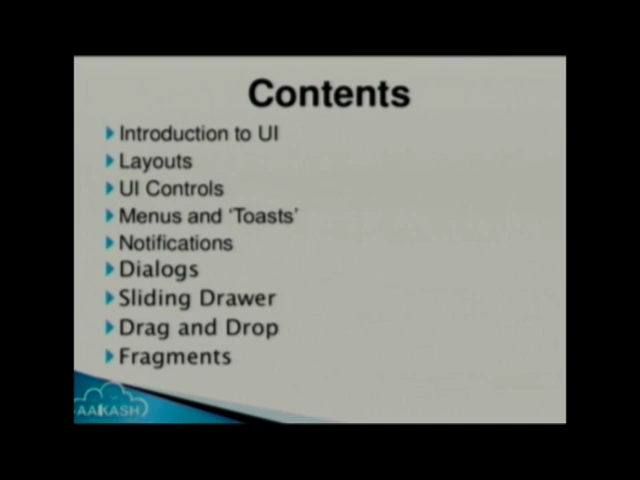 Contents
Introduction to UI
Layouts
UI Controls
Menus and ‘Toasts’
Notifications
Dialogs
Sliding Drawer
Drag and Drop
Fragments
AAKASH